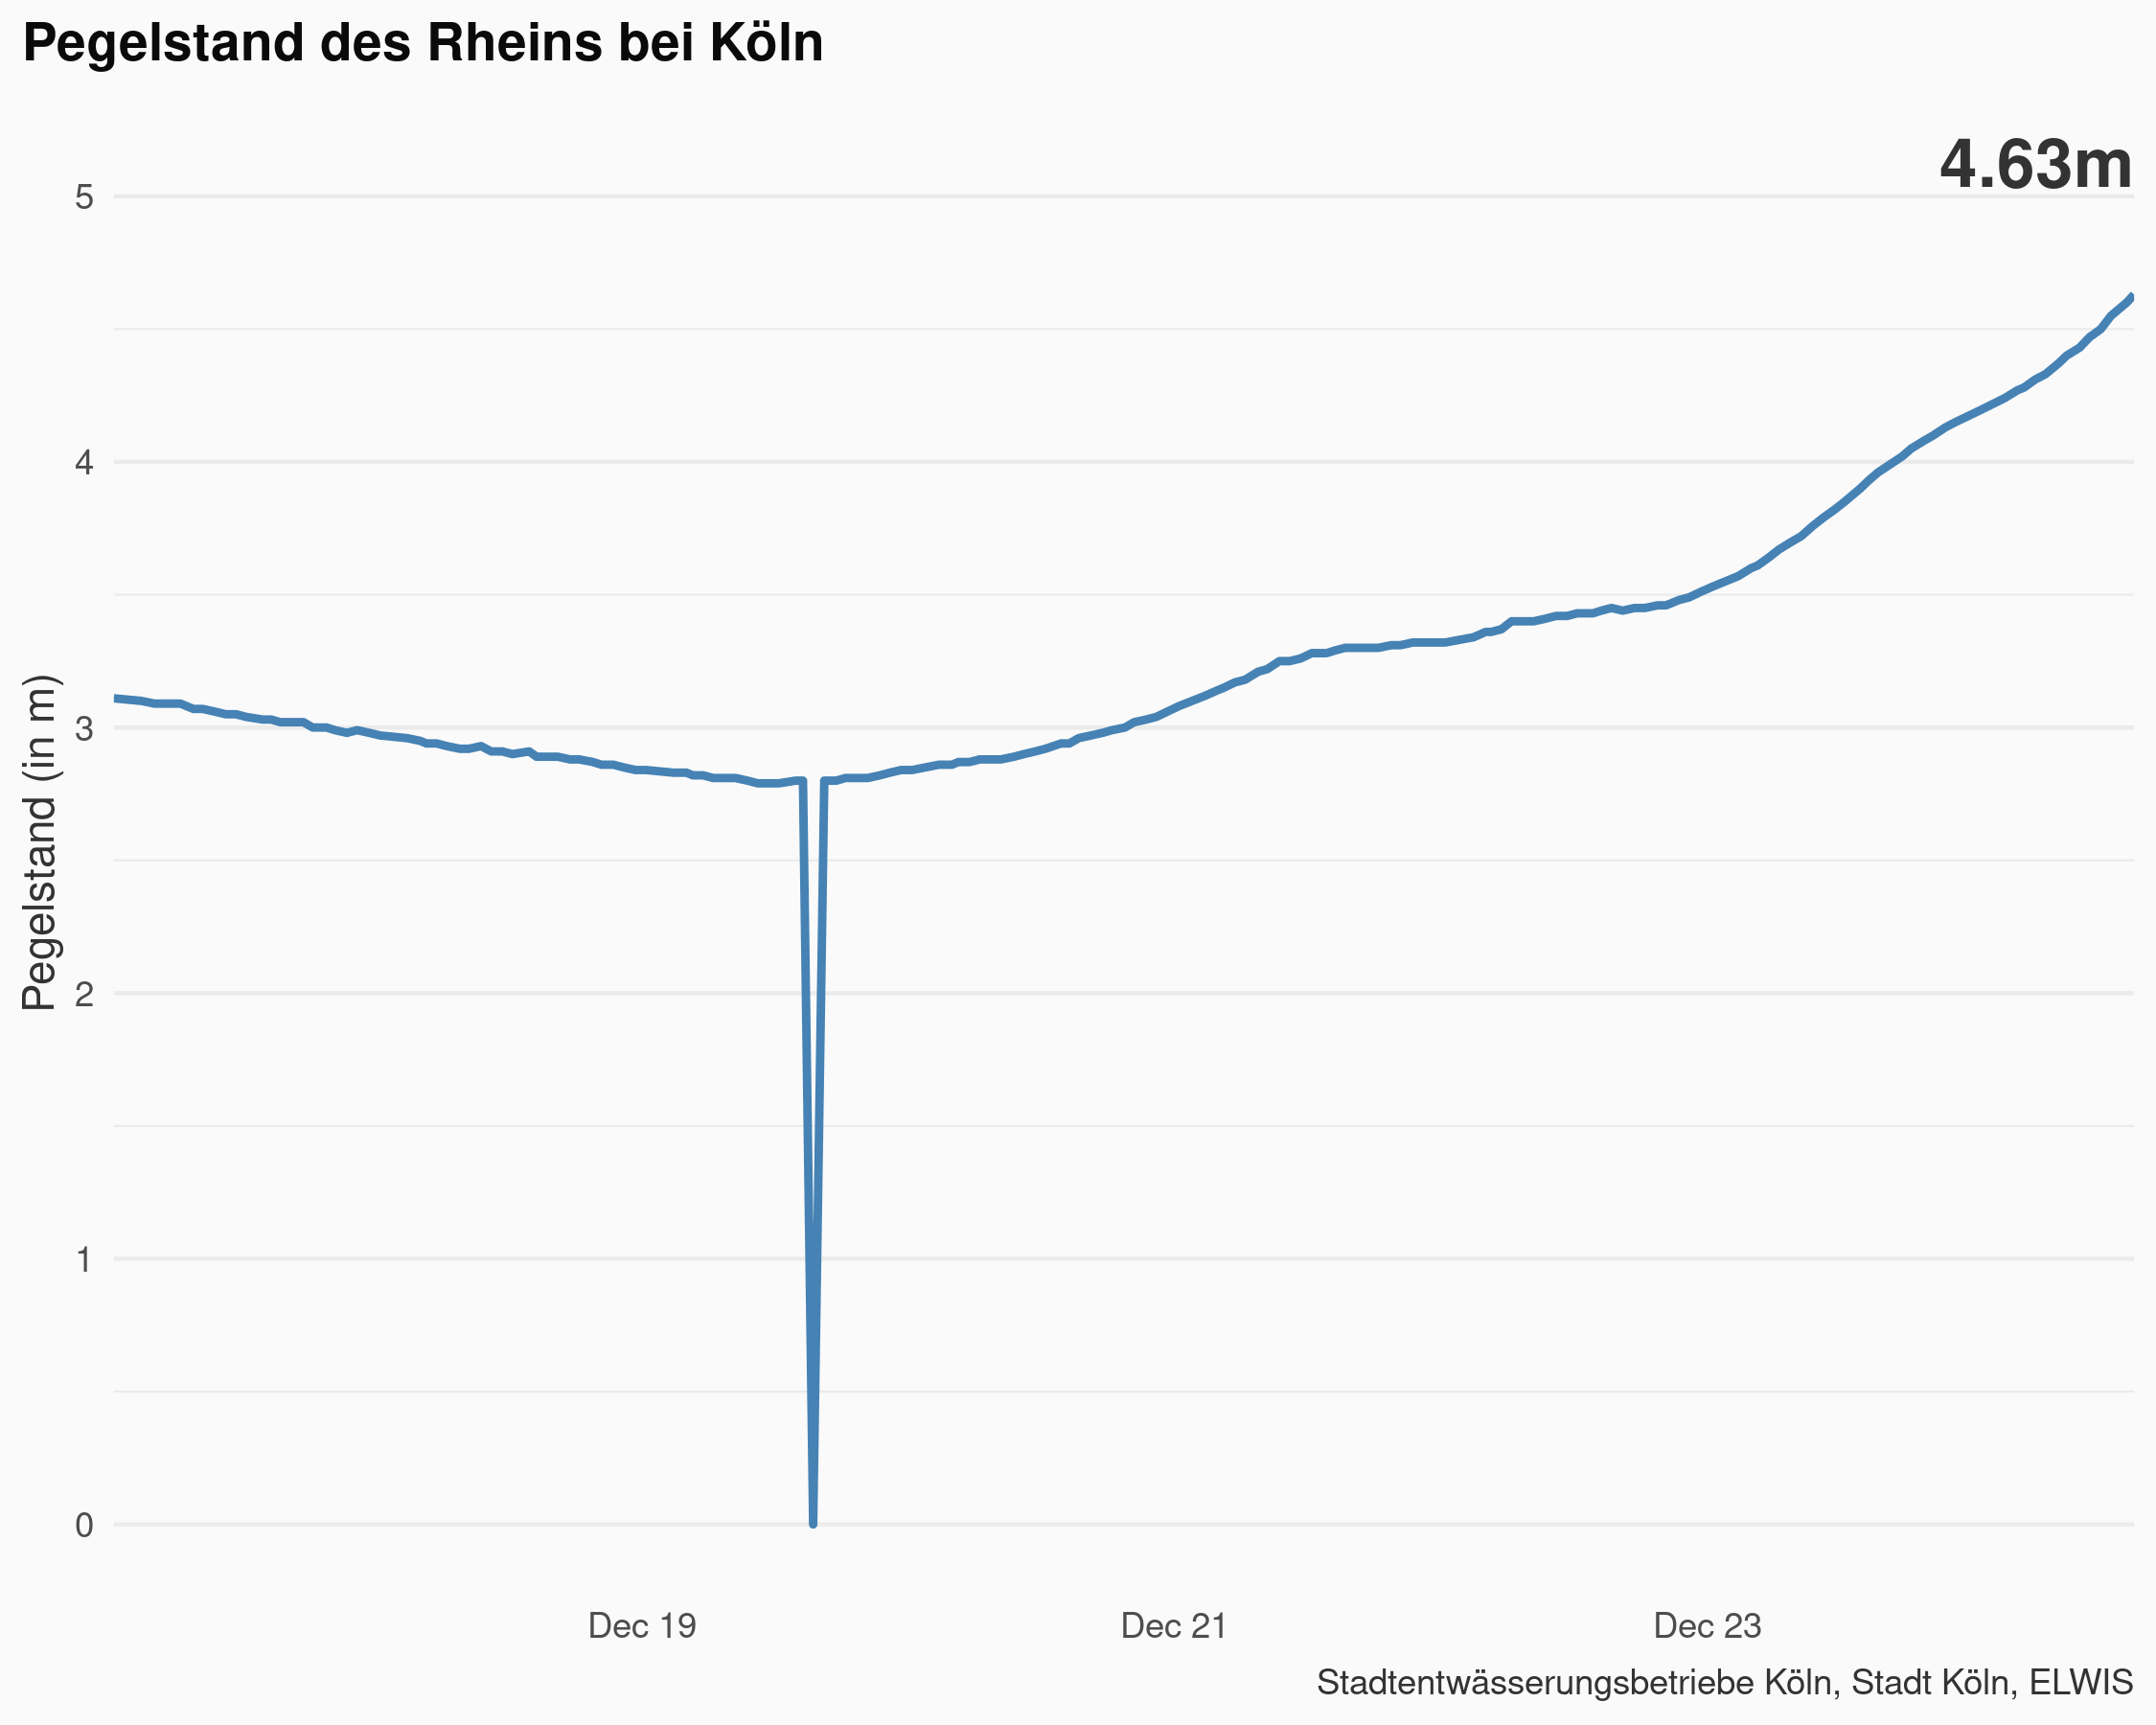 Pegelstand des Rheins bei Köln
4.63m
Pegelstand (in m)
5
4
3
2
1
0
Dec 19
Dec 21
Dec 23
Stadtentwässerungsbetriebe Köln, Stadt Köln, ELWIS